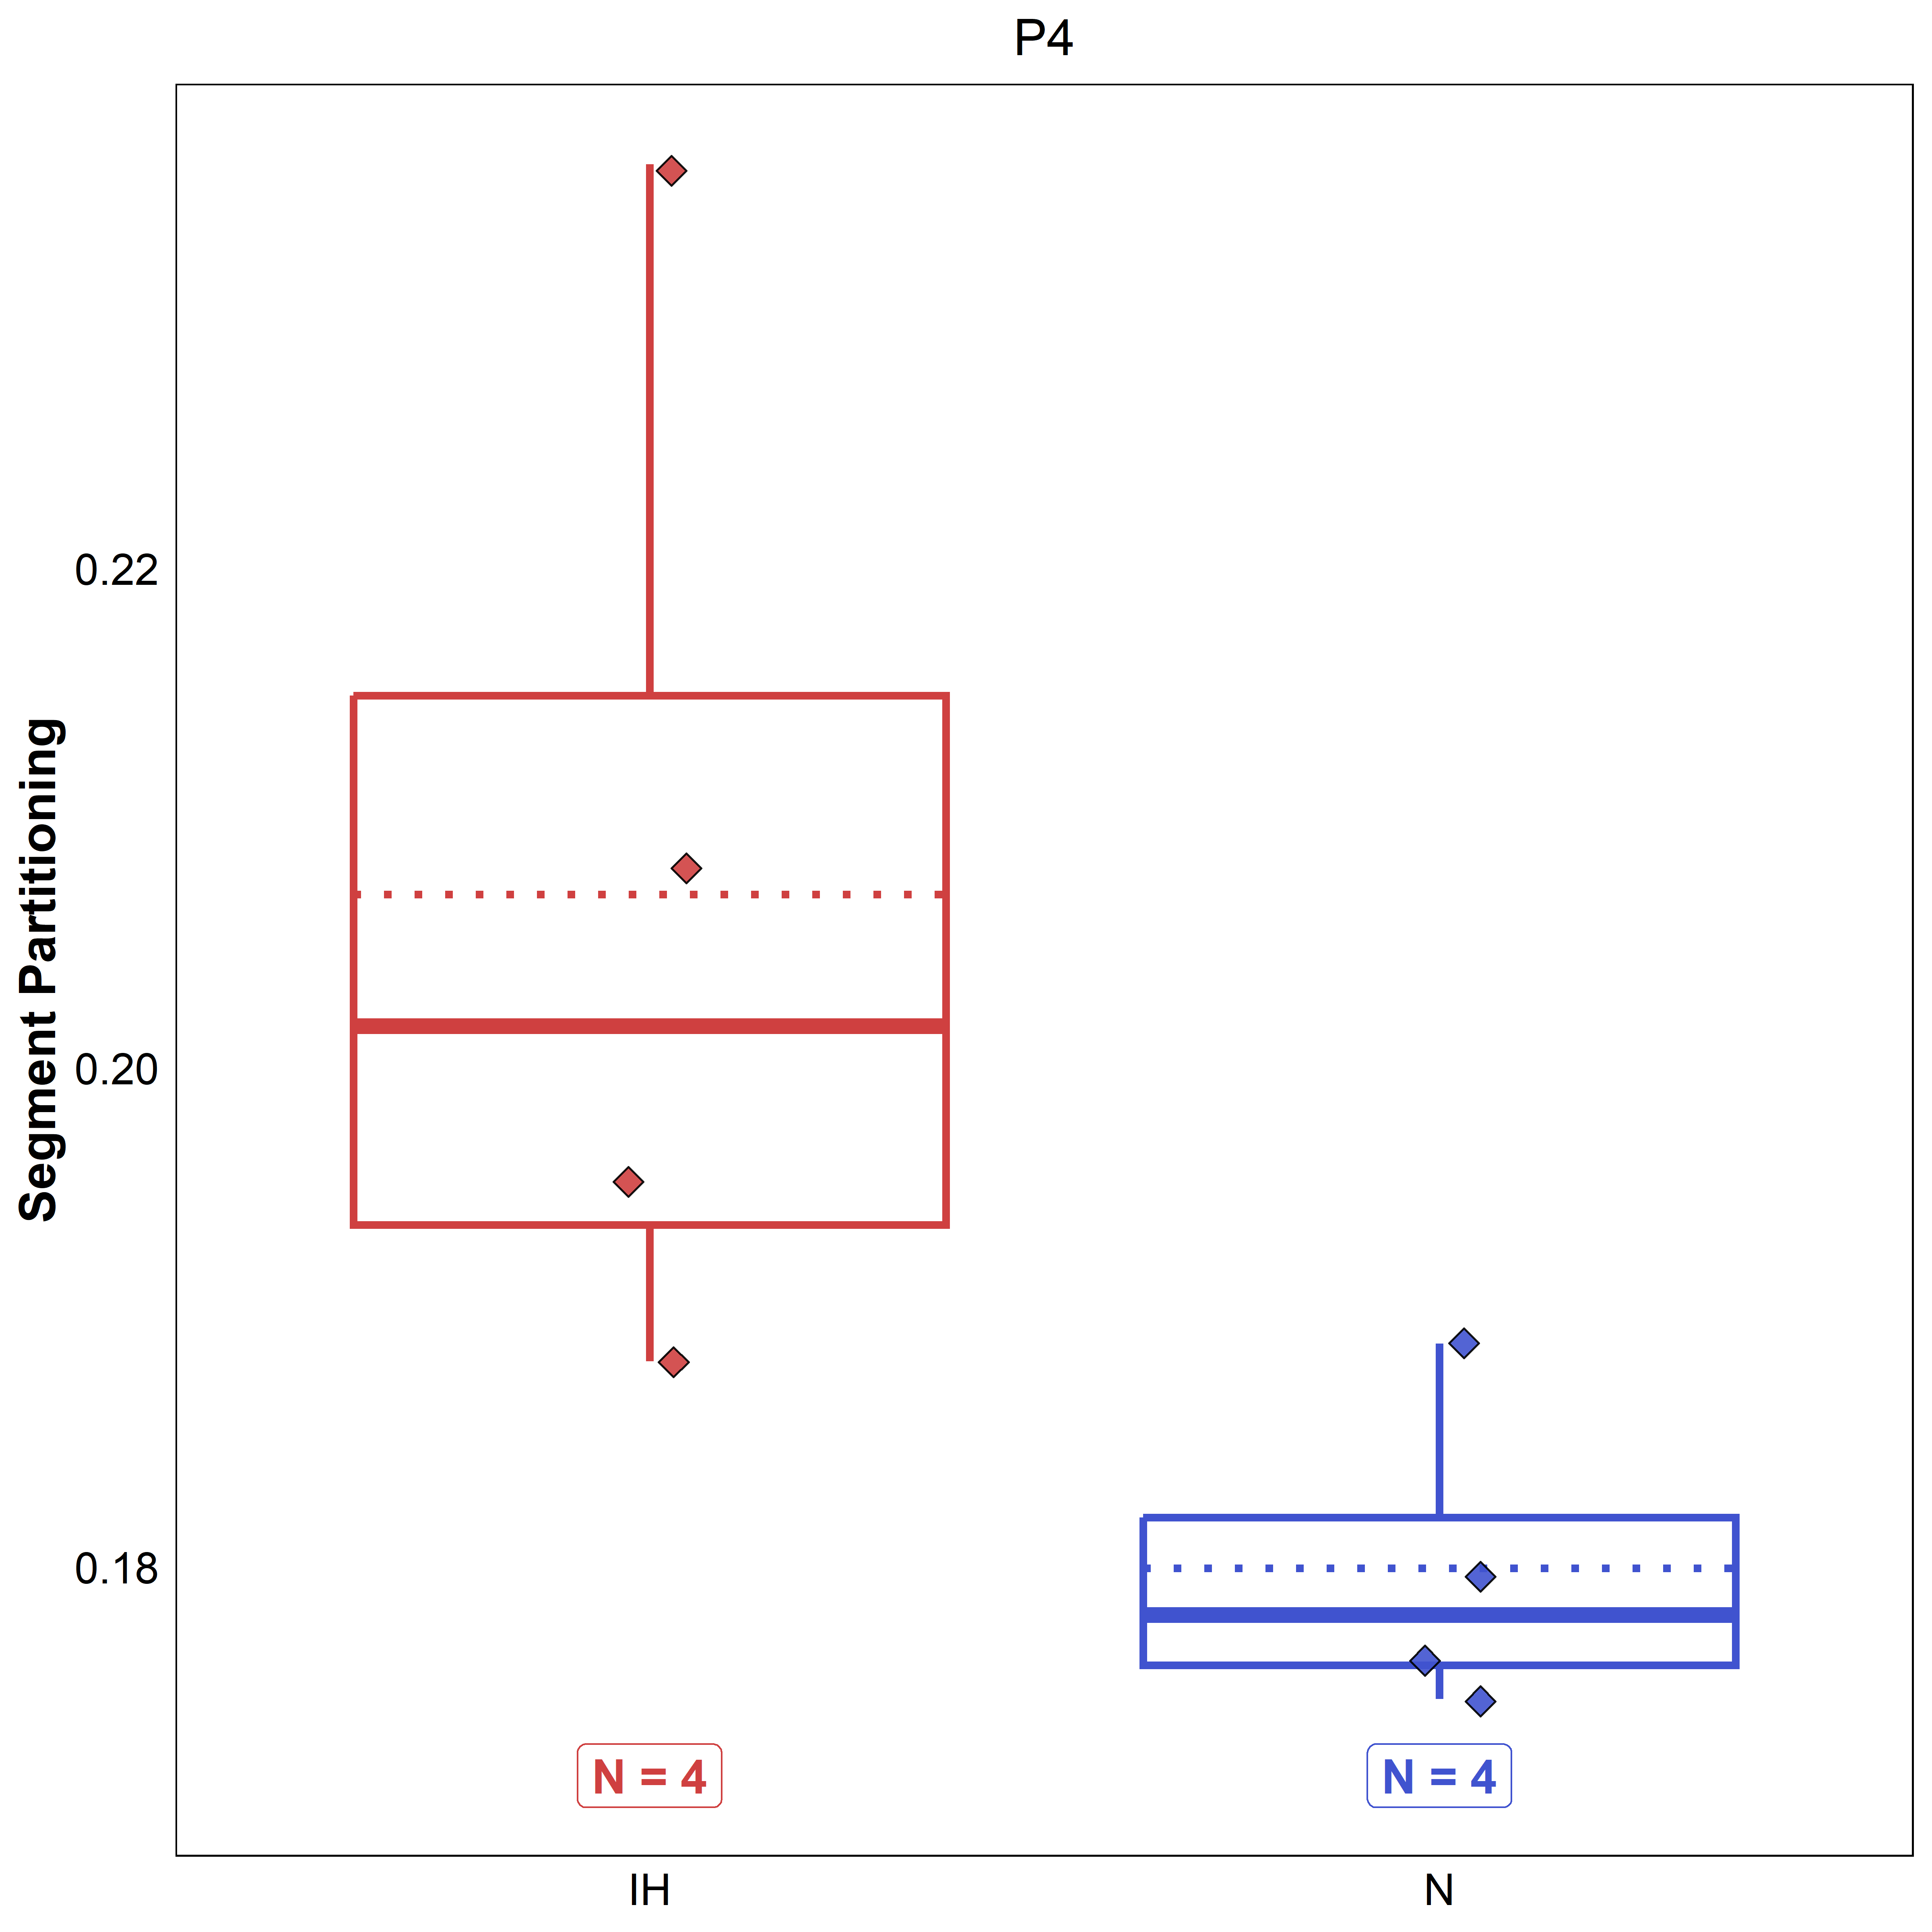 P4
Segment Partitioning
0.22
0.20
0.18
N = 4
N = 4
IH
N